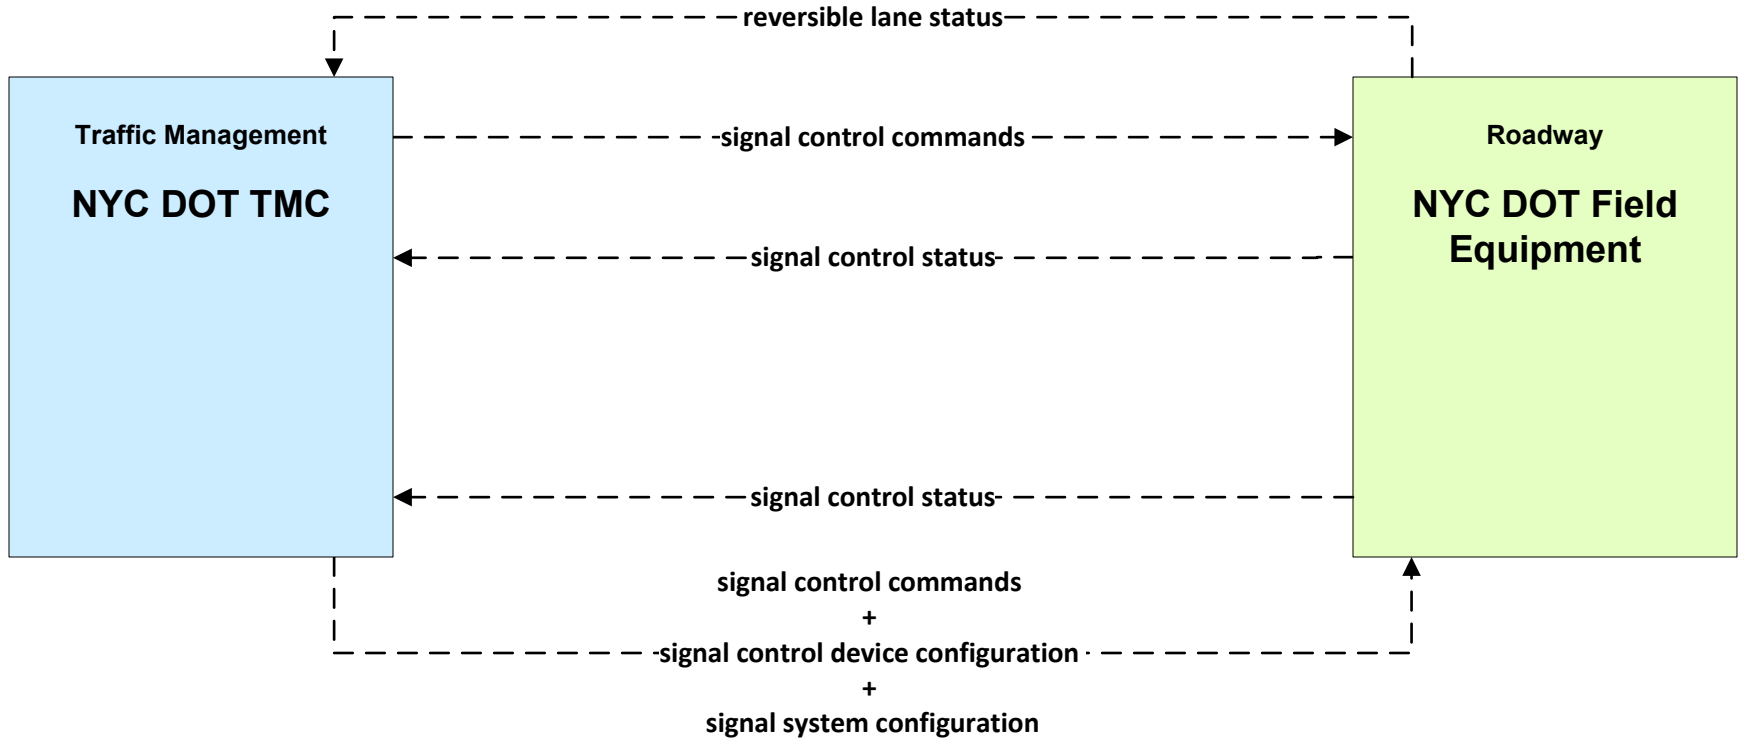 reversible lane status
Traffic Management
signal control commands
Roadway
NYC DOT TMC
NYC DOT Field
Equipment
signal control status
signal control status
signal control commands
+
signal control device configuration
+
signal system configuration